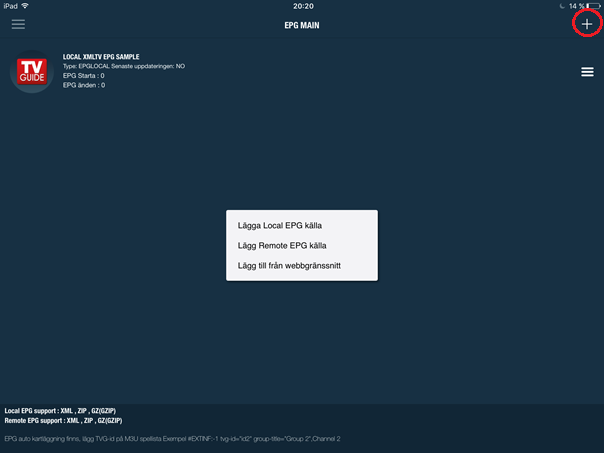 iPad 20:20 14 %
EPG MAIN
TV GUIDE
LOCAL XMLTV EPG SAMPLE
Type: EPGLOCAL Senaste uppdateringen: NO
EPG Starta : 0
EPG änden : 0
Lägga Local EPG källa
Lägg Remote EPG källa
Lägg till från webbgränssnitt
Local EPG support : XML , ZIP , GZ(GZIP)
Remote EPG support : XML , ZIP , GZ(GZIP)
EPG auto kartläggning finns, lägg TVG-id på M3U spellista Exempel #EXTINF:-1 tvg-id="id2" group-title="Group 2",Channel 2